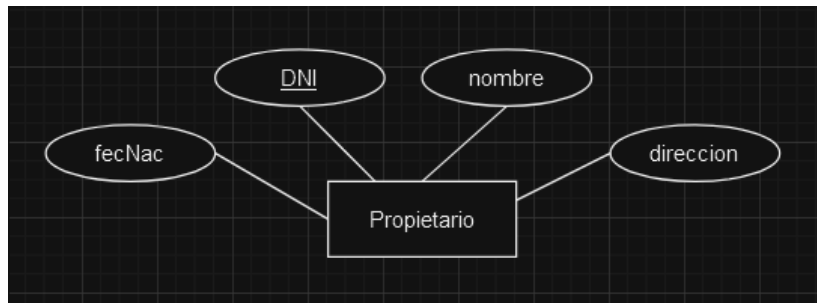 DNI
nombre
fecNac
direccion
Propietario